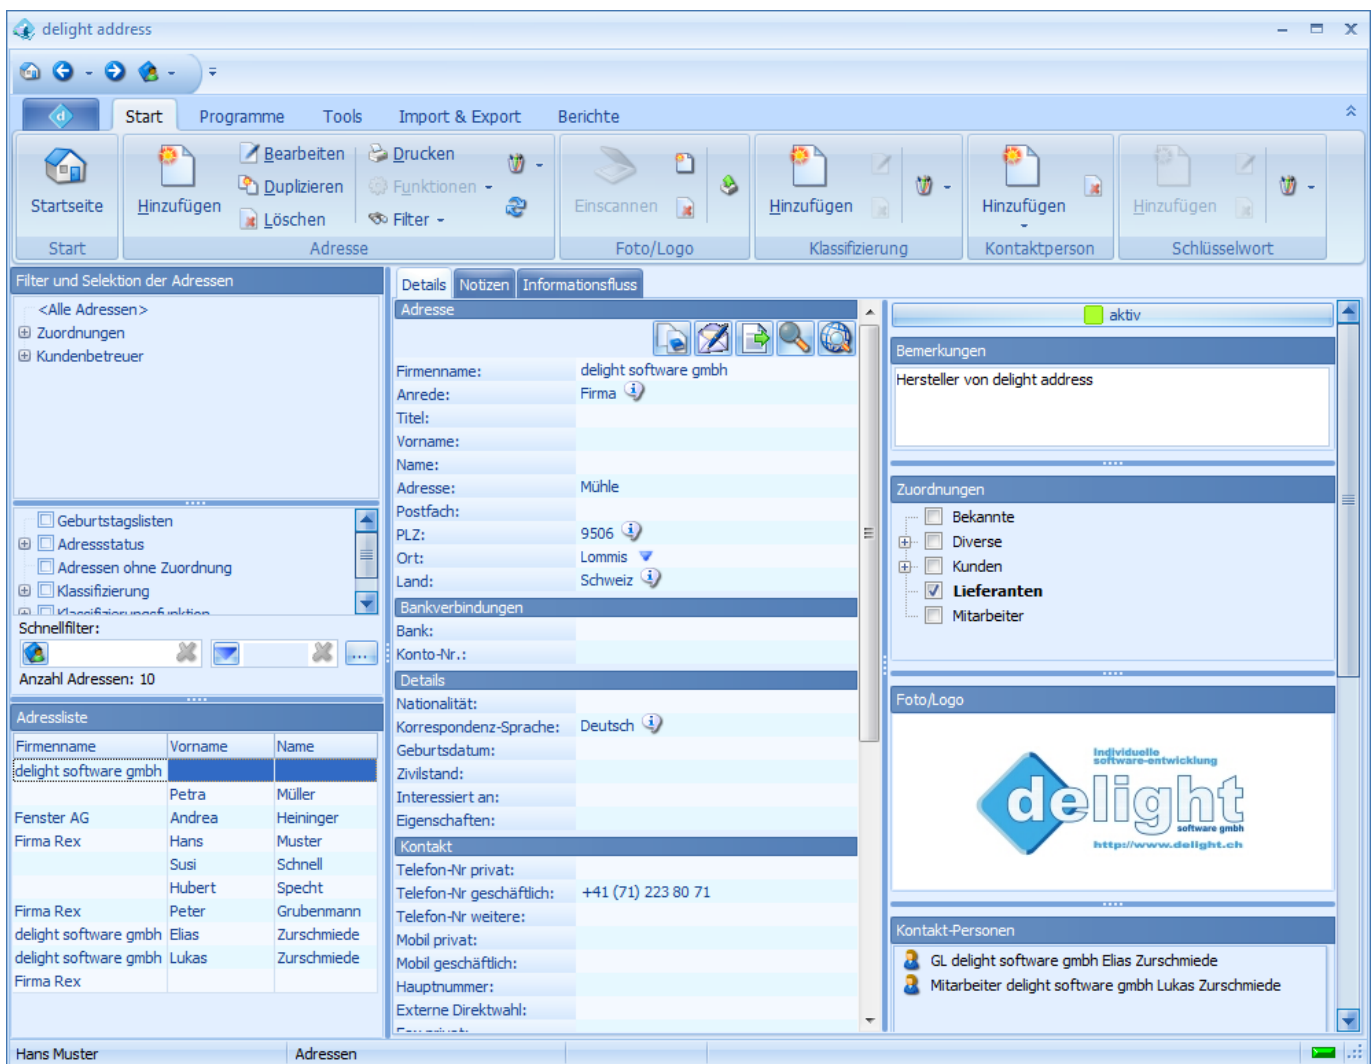 delight address
Start Programme Tools Import & Export Berichte
Startseite
Hinzufügen
Bearbeiten
Duplizieren
Löschen
Drucken
Funktionen
Filter
Einscannen
Hinzufügen
Hinzufügen
Hinzufügen
Start Adresse Foto/Logo Klassifizierung Kontaktperson Schlüsselwort
Filter und Selektion der Adressen
<Alle Adressen>
Zuordnungen
Kundenbetreuer
Geburtstagslisten
Adressstatus
Adressen ohne Zuordnung
Klassifizierung
Klassifizierungsfunktion
Schnellfilter:
...
Anzahl Adressen: 10
Adressliste
Firmenname Vorname Name
delight software gmbh
Petra Müller
Fenster AG Andrea Heininger
Firma Rex Hans Muster
Susi Schnell
Hubert Specht
Firma Rex Peter Grubenmann
delight software gmbh Elias Zurschmiede
delight software gmbh Lukas Zurschmiede
Firma Rex
Details Notizen Informationsfluss
Adresse
Firmenname: delight software gmbh
Anrede: Firma
Titel:
Vorname:
Name:
Adresse: Mühle
Postfach:
PLZ: 9506
Ort: Lommis
Land: Schweiz
Bankverbindungen
Bank:
Konto-Nr.:
Details
Nationalität:
Korrespondenz-Sprache: Deutsch
Geburtsdatum:
Zivilstand:
Interessiert an:
Eigenschaften:
Kontakt
Telefon-Nr privat:
Telefon-Nr geschäftlich: +41 (71) 223 80 71
Telefon-Nr weitere:
Mobil privat:
Mobil geschäftlich:
Hauptnummer:
Externe Direktwahl:
aktiv
Bemerkungen
Hersteller von delight address
Zuordnungen
Bekannte
Diverse
Kunden
Lieferanten
Mitarbeiter
Foto/Logo
Individuelle
software-entwicklung
delight
software gmbh
http://www.delight.ch
Kontakt-Personen
GL delight software gmbh Elias Zurschmiede
Mitarbeiter delight software gmbh Lukas Zurschmiede
Hans Muster Adressen